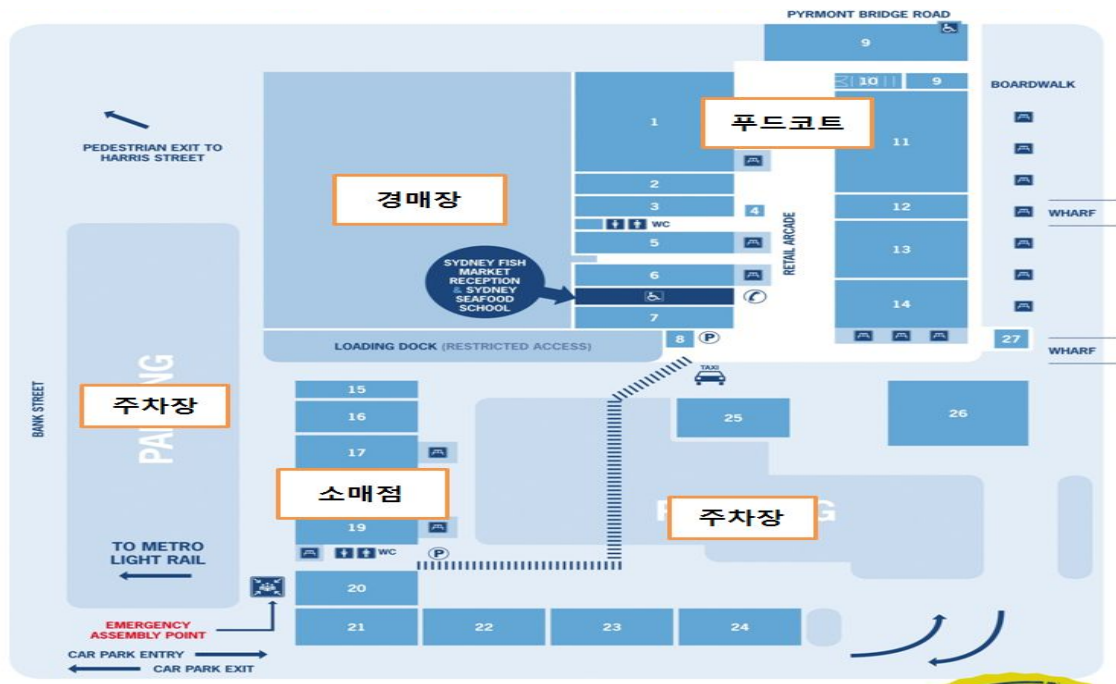 PYRMONT BRIDGE ROAD
9
10
9
BOARDWALK
1
푸드코트
11
PEDESTRIAN EXIT TO
HARRIS STREET
경매장
2
3
4
12
WHARF
WC
5
RETAIL ARCADE
13
SYDNEY FISH
MARKET
RECEPTION
& SYDNEY
SEAFOOD
SCHOOL
6
7
14
LOADING DOCK (RESTRICTED ACCESS)
8
P
27
WHARF
TAXI
BANK STREET
주차장
15
16
25
26
17
소매점
주차장
19
WC
P
TO METRO
LIGHT RAIL
20
EMERGENCY
ASSEMBLY POINT
21
22
23
24
CAR PARK ENTRY
CAR PARK EXIT